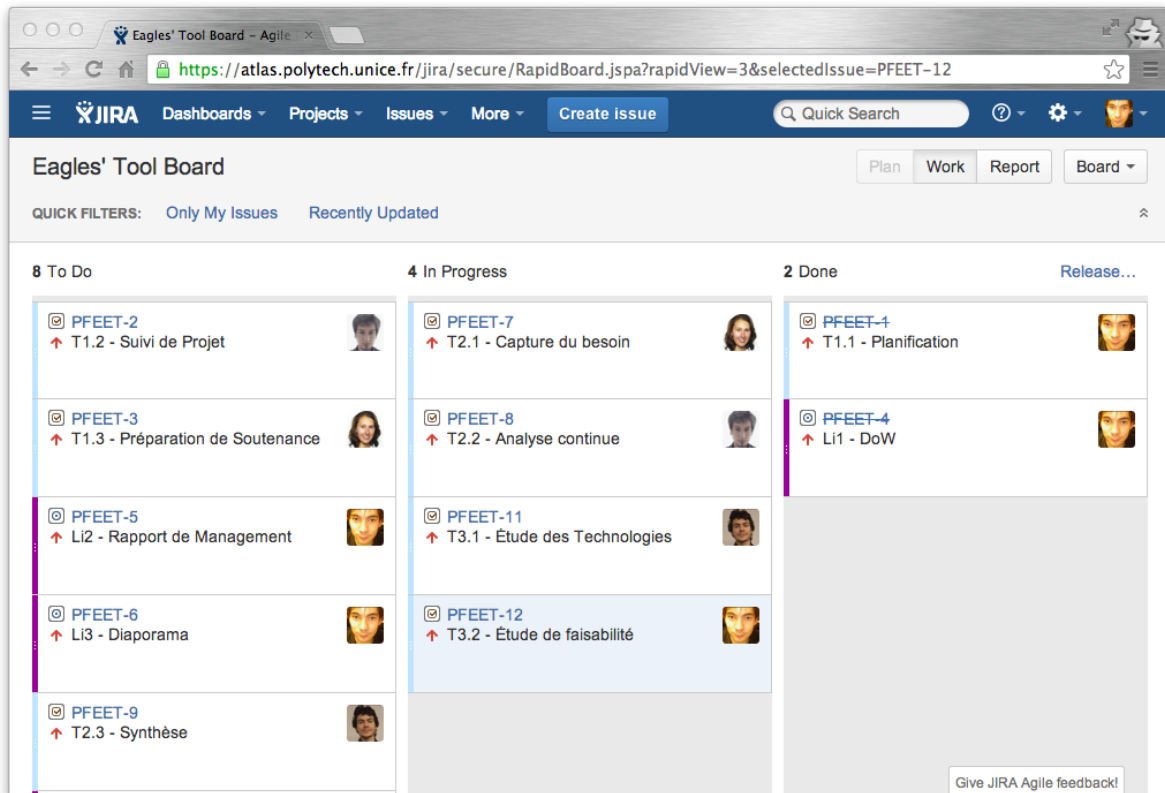 Eagles' Tool Board – Agile
https://atlas.polytech.unice.fr/jira/secure/RapidBoard.jspa?rapidView=3&selectedIssue=PFEET-12
JIRA Dashboards Projects Issues More Create issue Quick Search
Eagles' Tool Board
Plan Work Report Board
QUICK FILTERS: Only My Issues Recently Updated
8 To Do
PFEET-2
T1.2 - Suivi de Projet
PFEET-3
T1.3 - Préparation de Soutenance
PFEET-5
Li2 - Rapport de Management
PFEET-6
Li3 - Diaporama
PFEET-9
T2.3 - Synthèse
4 In Progress
PFEET-7
T2.1 - Capture du besoin
PFEET-8
T2.2 - Analyse continue
PFEET-11
T3.1 - Étude des Technologies
PFEET-12
T3.2 - Étude de faisabilité
2 Done Release...
PFEET-1
T1.1 - Planification
PFEET-4
Li1 - DoW
Give JIRA Agile feedback!